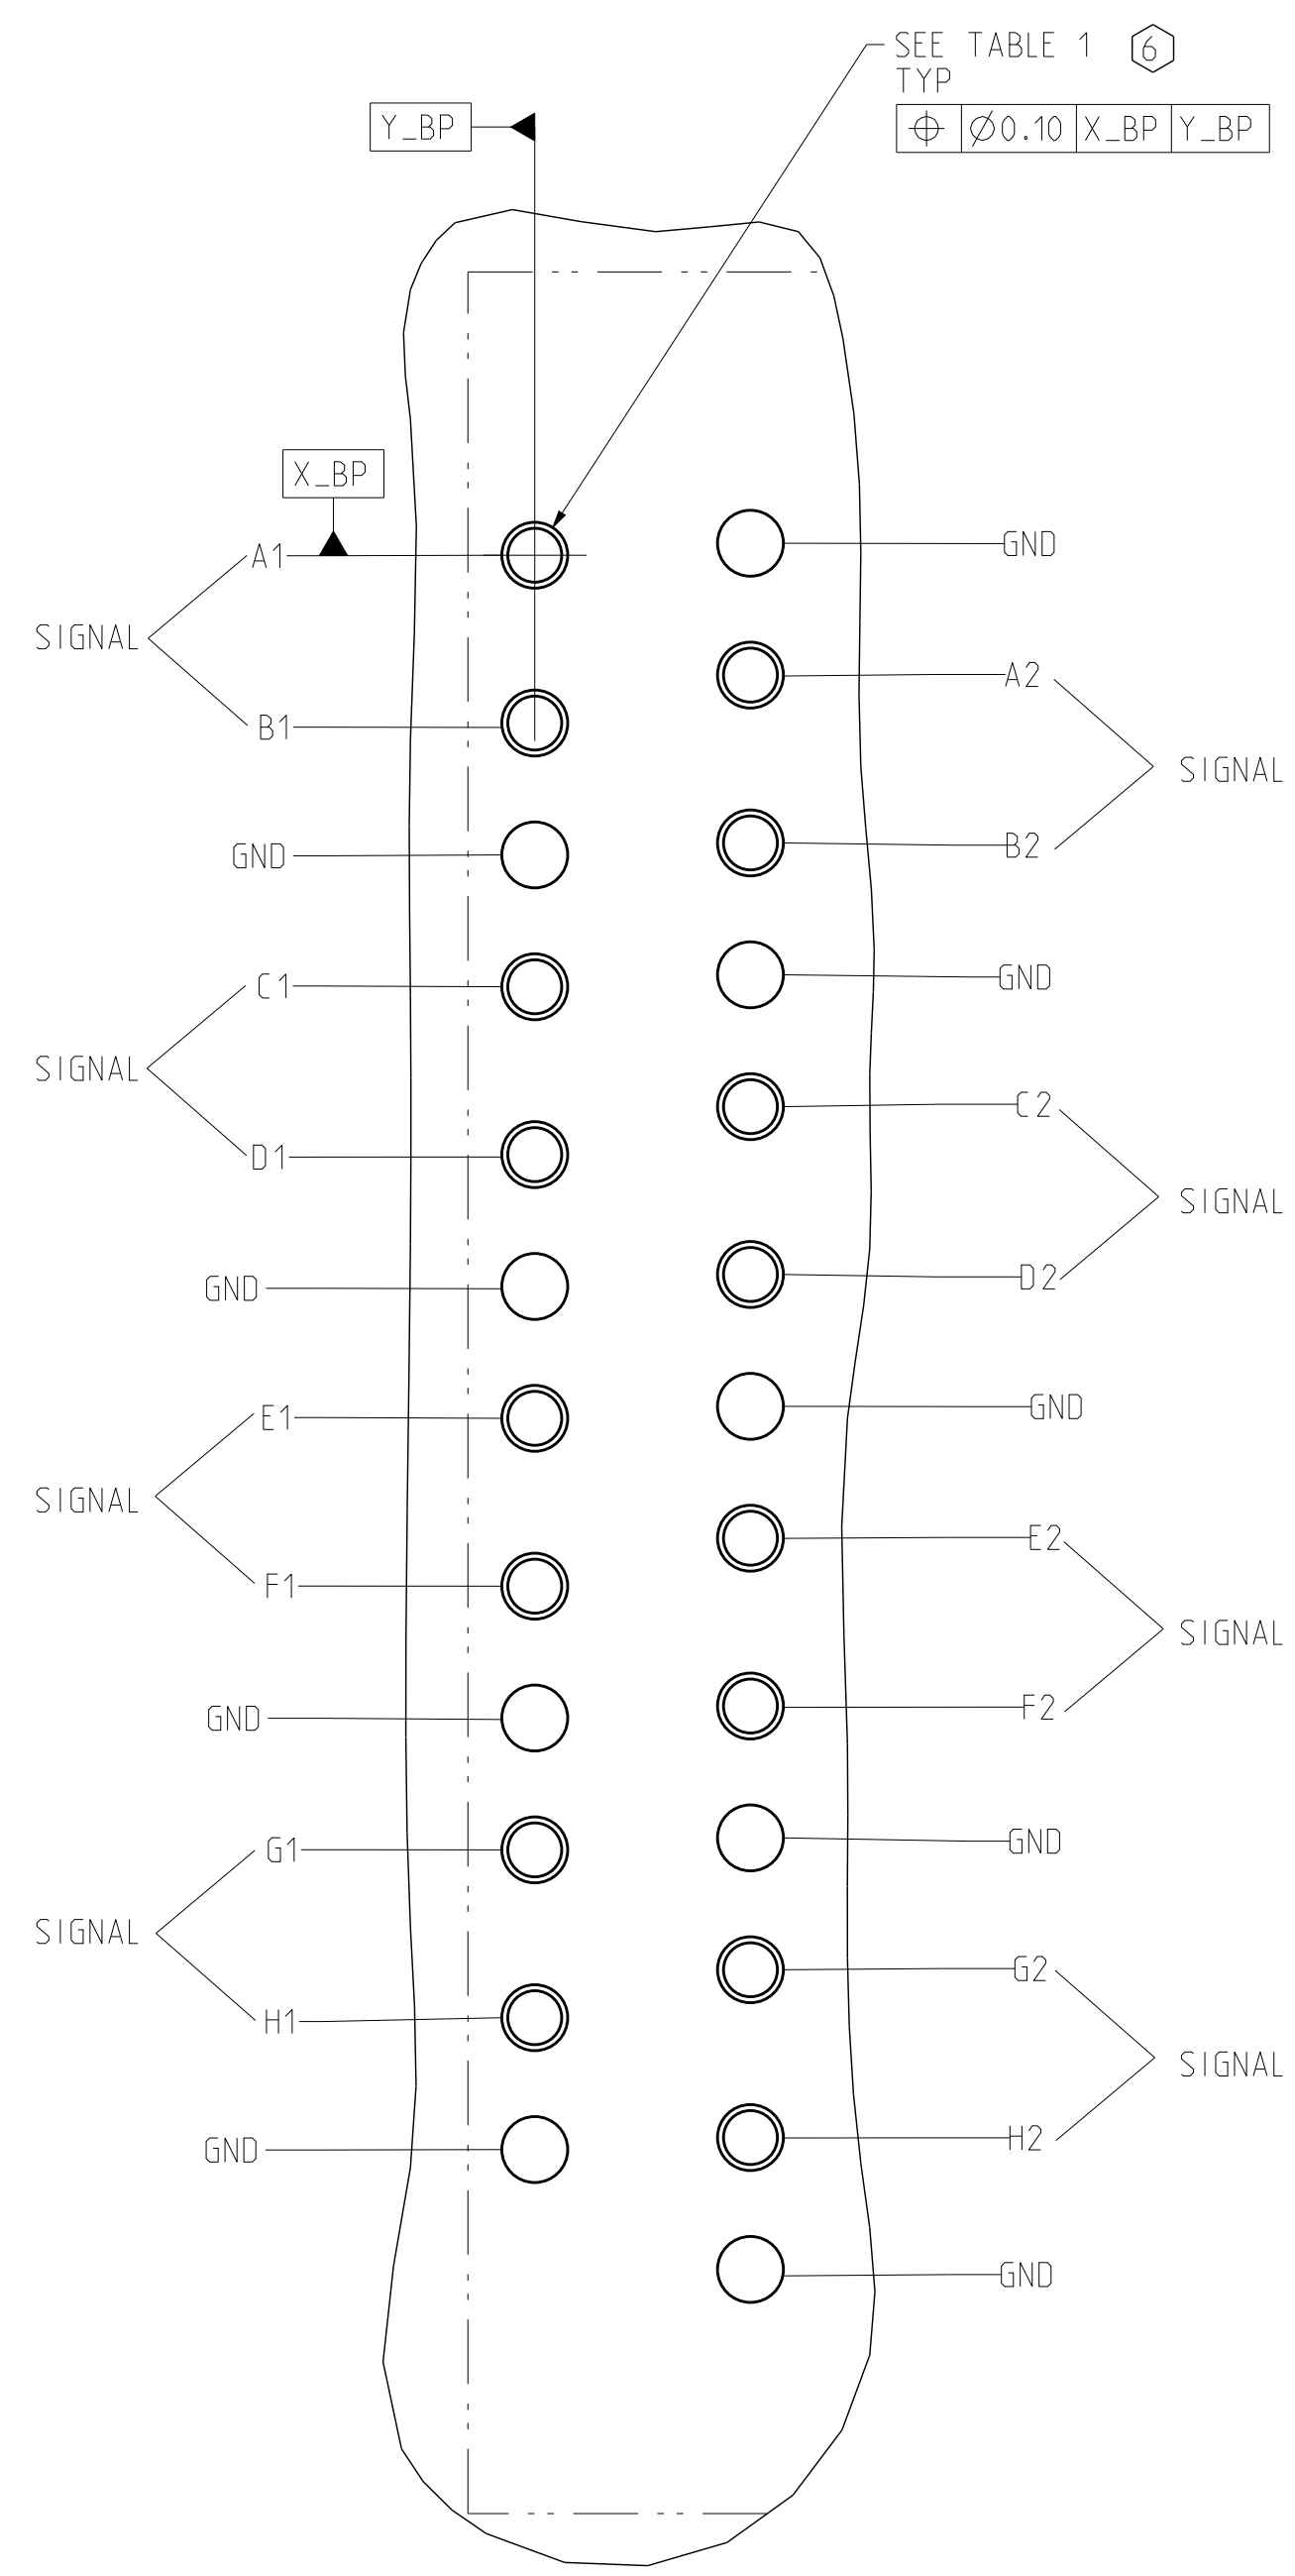 SEE TABLE 1 6
TYP
⌖ Ø0.10 X_BP Y_BP
Y_BP
X_BP
A1
GND
SIGNAL
A2
B1
SIGNAL
B2
GND
GND
C1
SIGNAL
C2
D1
SIGNAL
D2
GND
GND
E1
SIGNAL
E2
F1
SIGNAL
F2
GND
GND
G1
SIGNAL
G2
H1
SIGNAL
H2
GND
GND